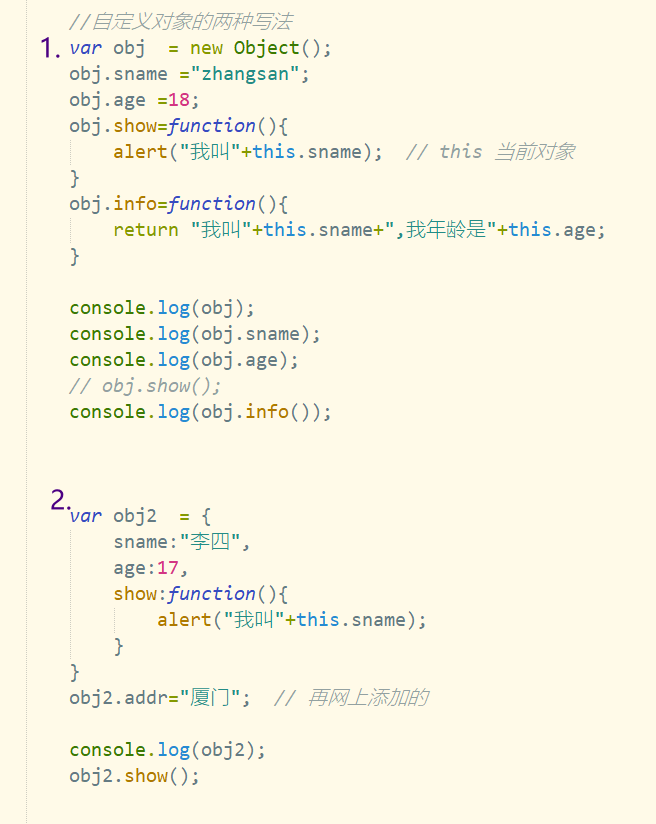 //自定义对象的两种写法
1. var obj  = new Object();
obj.sname ="zhangsan";
obj.age =18;
obj.show=function(){
    alert("我叫"+this.sname);  // this 当前对象
}
obj.info=function(){
    return "我叫"+this.sname+",我年龄是"+this.age;
}
console.log(obj);
console.log(obj.sname);
console.log(obj.age);
// obj.show();
console.log(obj.info());
2. var obj2  = {
    sname:"李四",
    age:17,
    show:function(){
        alert("我叫"+this.sname);
    }
}
obj2.addr="厦门";  // 再网上添加的
console.log(obj2);
obj2.show();